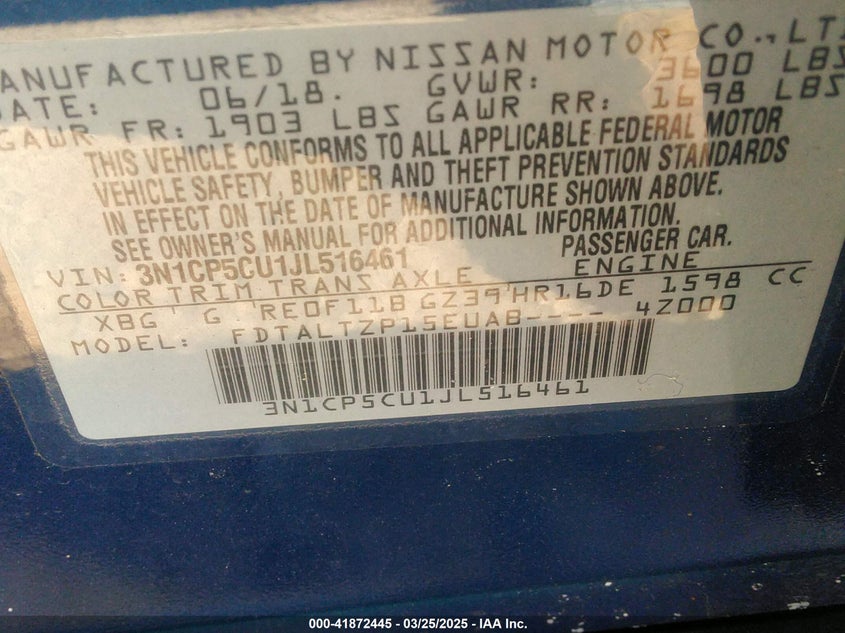 MANUFACTURED BY NISSAN MOTOR CO., LT
DATE: 06/18. GVWR: 3600 LBS
GAWR FR: 1903 LBS GAWR RR: 1698 LBS
THIS VEHICLE CONFORMS TO ALL APPLICABLE FEDERAL MOTOR
VEHICLE SAFETY, BUMPER AND THEFT PREVENTION STANDARDS
IN EFFECT ON THE DATE OF MANUFACTURE SHOWN ABOVE.
SEE OWNER'S MANUAL FOR ADDITIONAL INFORMATION.
VIN: 3N1CP5CU1JL516461 PASSENGER CAR.
COLOR TRIM TRANS AXLE ENGINE
XBG ' G 'RE0F11B GZ39'HR16DE 1598 CC
MODEL: FDTALTZP15EUAB---- 4Z000
3N1CP5CU1JL516461
000-41872445 - 03/25/2025 - IAA Inc.